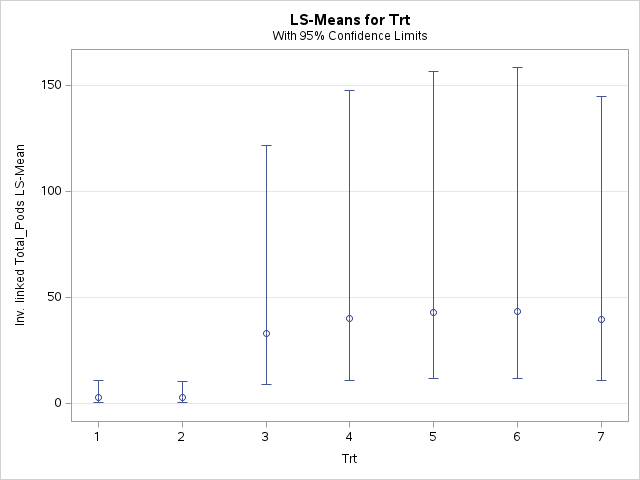 LS-Means for Trt
With 95% Confidence Limits
Inv. linked Total_Pods LS-Mean
150
100
50
0
1 2 3 4 5 6 7
Trt